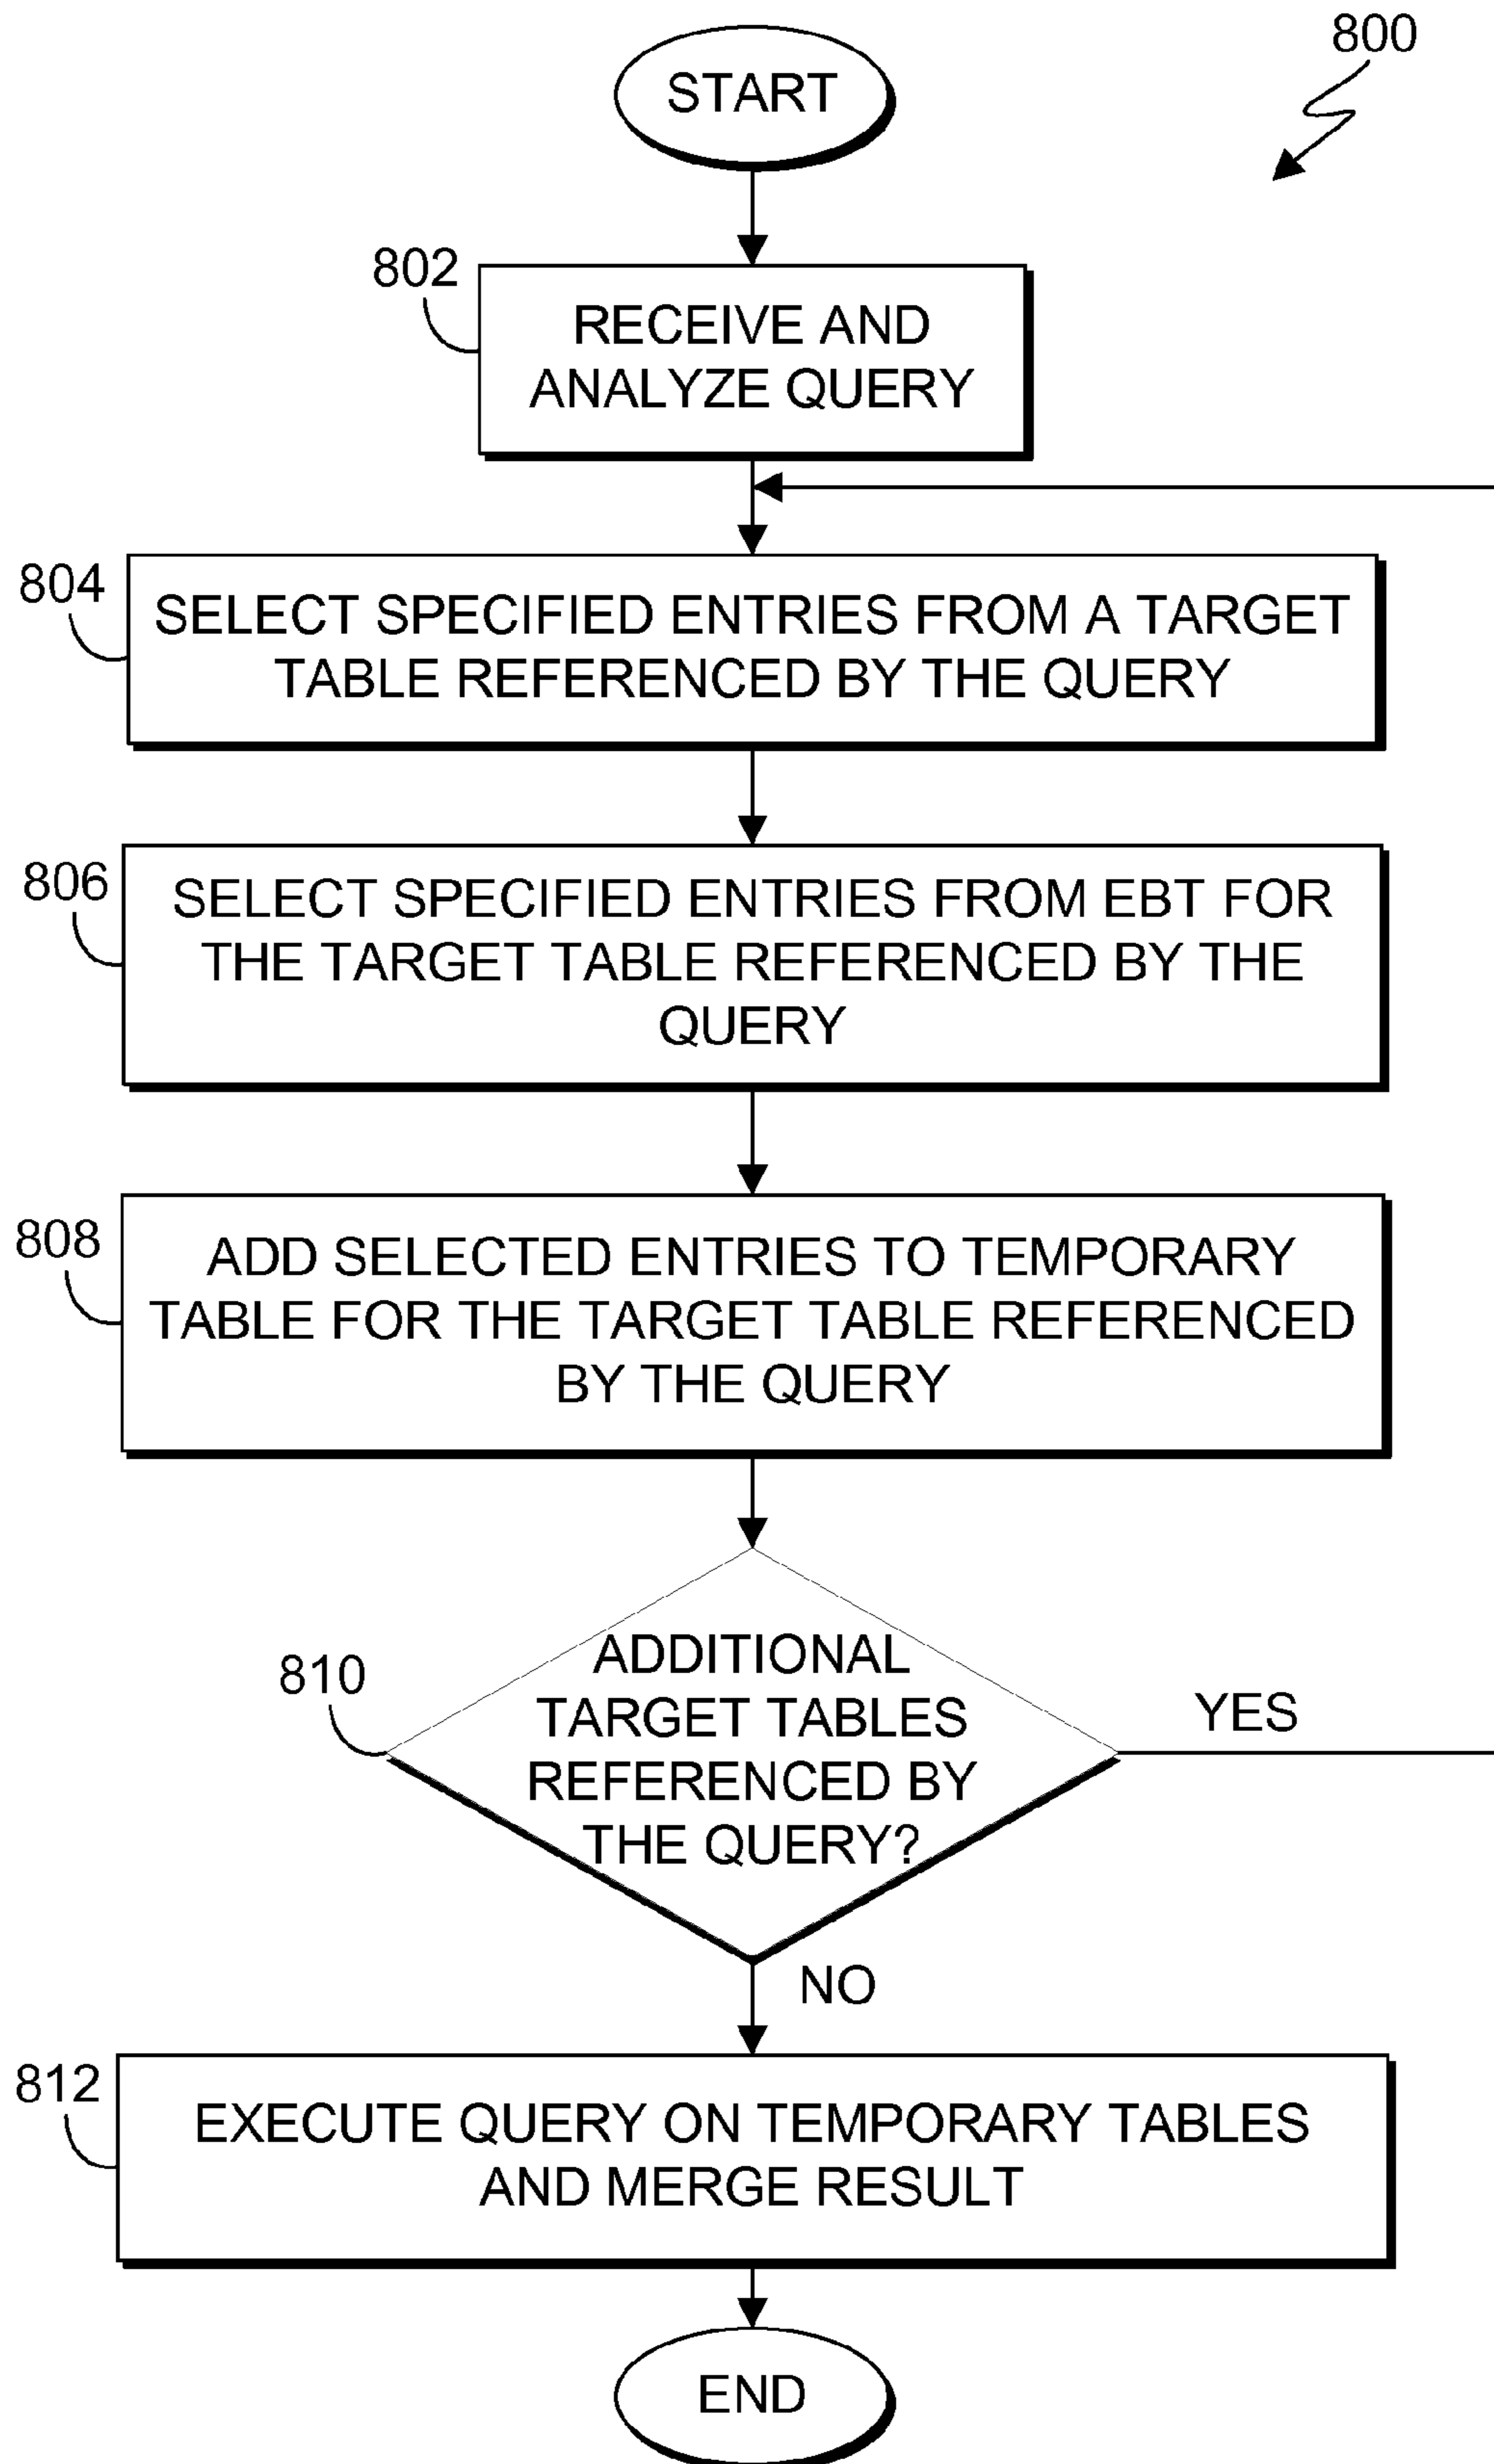 START
800
802
RECEIVE AND
ANALYZE QUERY
804
SELECT SPECIFIED ENTRIES FROM A TARGET
TABLE REFERENCED BY THE QUERY
806
SELECT SPECIFIED ENTRIES FROM EBT FOR
THE TARGET TABLE REFERENCED BY THE
QUERY
808
ADD SELECTED ENTRIES TO TEMPORARY
TABLE FOR THE TARGET TABLE REFERENCED
BY THE QUERY
810
ADDITIONAL
TARGET TABLES
REFERENCED BY
THE QUERY?
YES
NO
812
EXECUTE QUERY ON TEMPORARY TABLES
AND MERGE RESULT
END